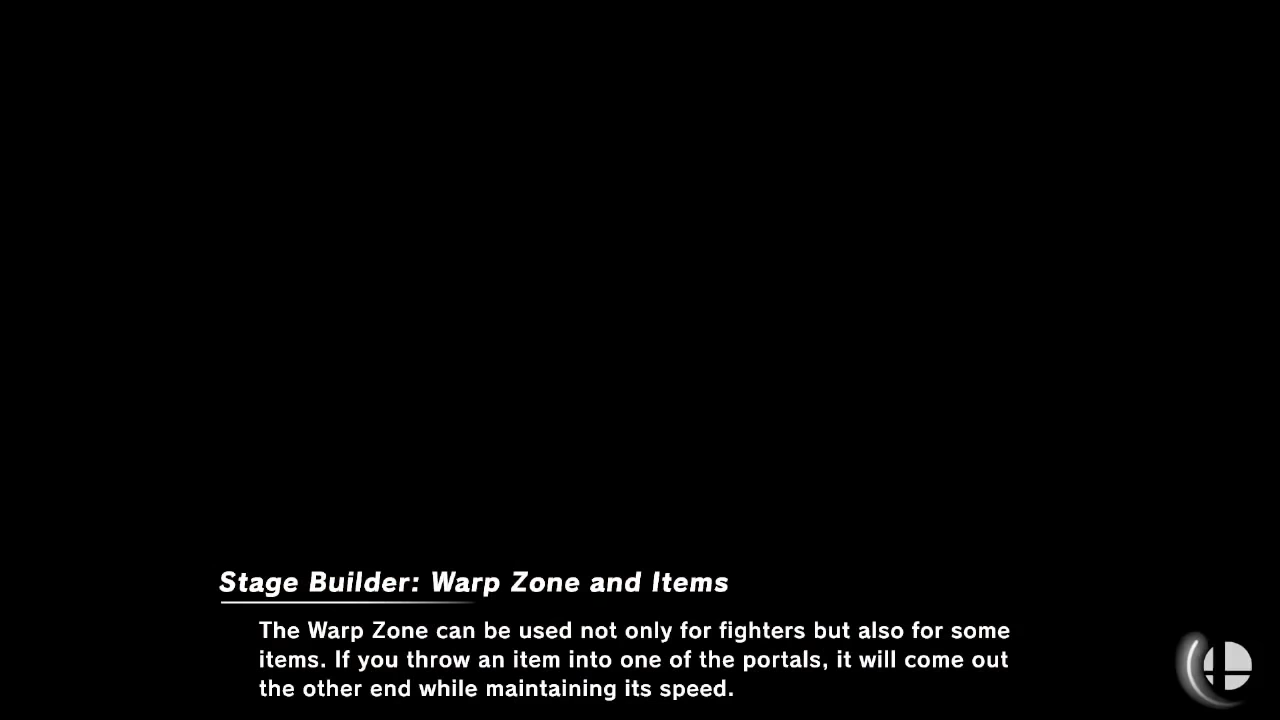 Stage Builder: Warp Zone and Items
The Warp Zone can be used not only for fighters but also for some
items. If you throw an item into one of the portals, it will come out
the other end while maintaining its speed.